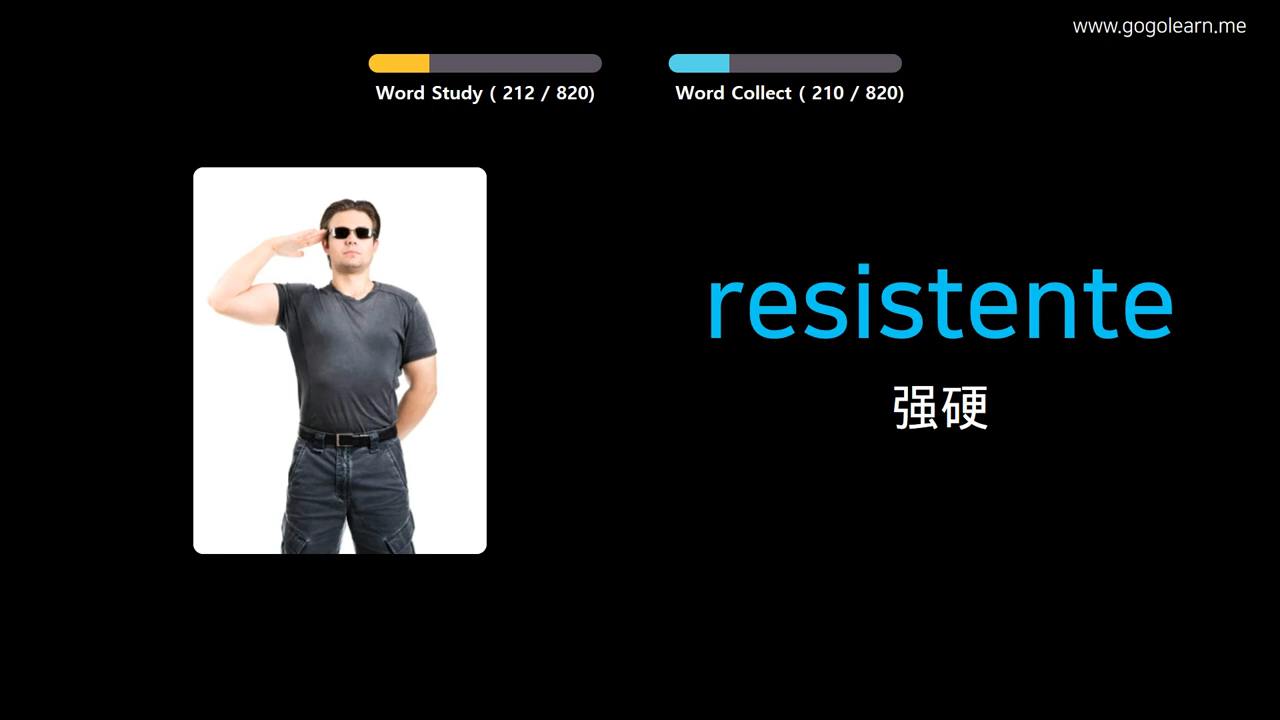 www.gogolearn.me
Word Study ( 212 / 820)
Word Collect ( 210 / 820)
resistente
强硬